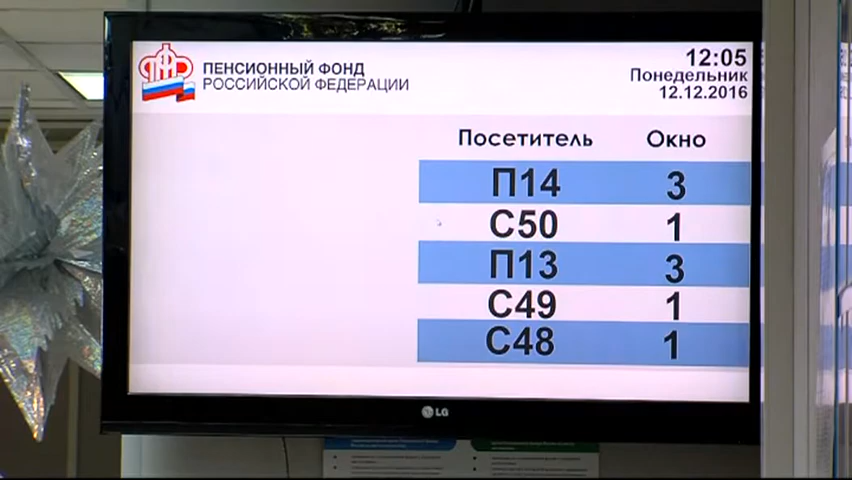 ПЕНСИОННЫЙ ФОНД
РОССИЙСКОЙ ФЕДЕРАЦИИ
12:05
Понедельник
12.12.2016
Посетитель Окно
П14 3
С50 1
П13 3
С49 1
С48 1
LG